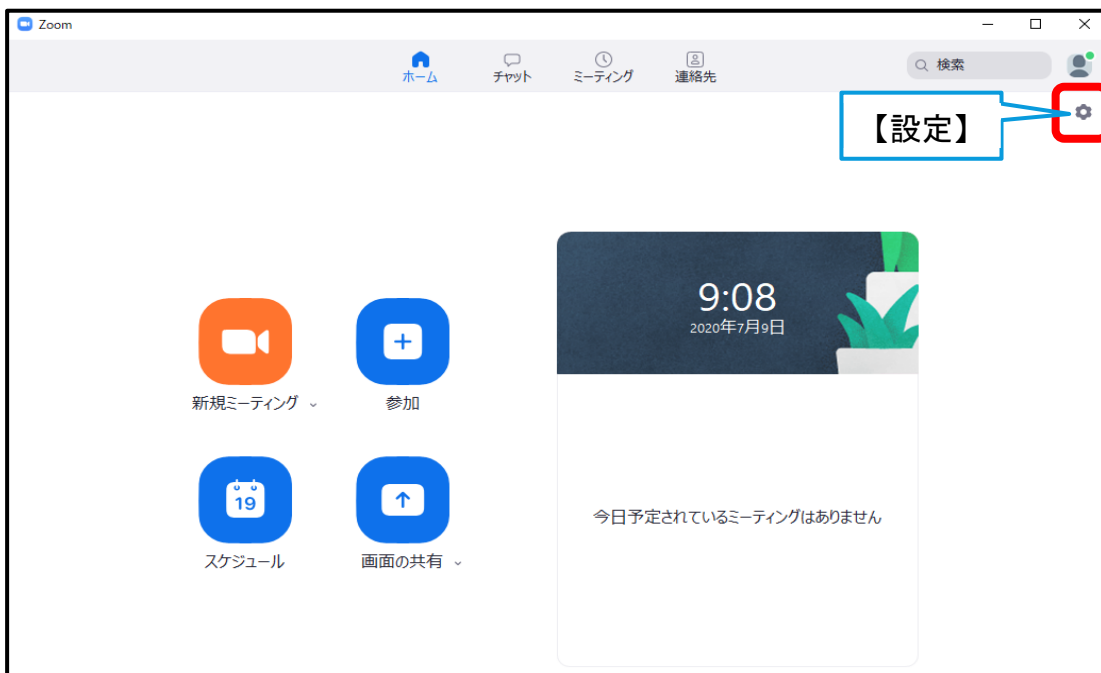 Zoom
ホーム
チャット
ミーティング
連絡先
検索
【設定】
9:08
2020年7月9日
新規ミーティング
参加
19
スケジュール
画面の共有
今日予定されているミーティングはありません